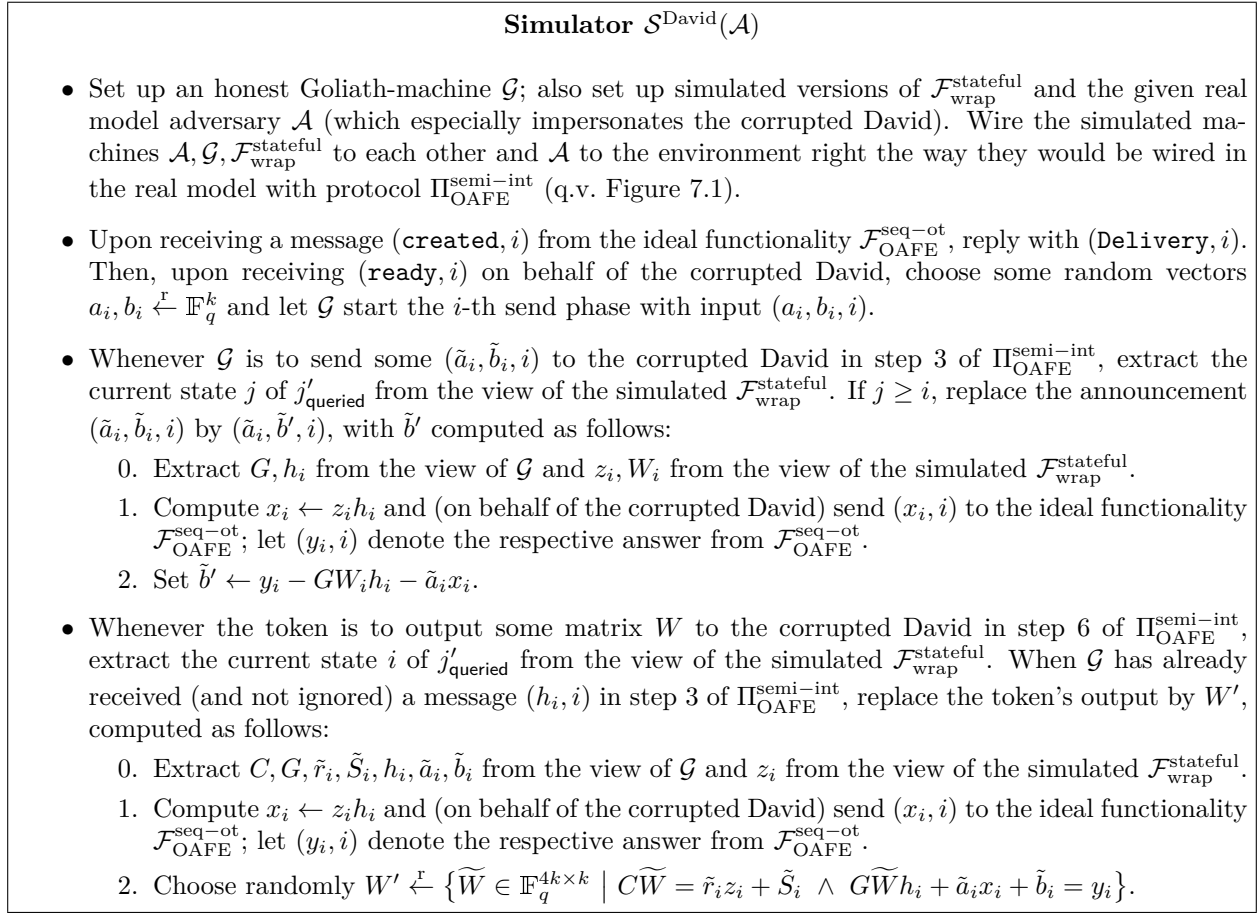 Simulator 𝒮^David(𝒜)
• Set up an honest Goliath-machine 𝒢; also set up simulated versions of ℱ_wrap^stateful and the given real
model adversary 𝒜 (which especially impersonates the corrupted David). Wire the simulated ma-
chines 𝒜, 𝒢, ℱ_wrap^stateful to each other and 𝒜 to the environment right the way they would be wired in
the real model with protocol Π_OAFE^semi−int (q.v. Figure 7.1).
• Upon receiving a message (created, i) from the ideal functionality ℱ_OAFE^seq−ot, reply with (Delivery, i).
Then, upon receiving (ready, i) on behalf of the corrupted David, choose some random vectors
a_i, b_i ←^r 𝔽_q^k and let 𝒢 start the i-th send phase with input (a_i, b_i, i).
• Whenever 𝒢 is to send some (ã_i, b̃_i, i) to the corrupted David in step 3 of Π_OAFE^semi−int, extract the
current state j of j′_queried from the view of the simulated ℱ_wrap^stateful. If j ≥ i, replace the announcement
(ã_i, b̃_i, i) by (ã_i, b̃′, i), with b̃′ computed as follows:
0. Extract G, h_i from the view of 𝒢 and z_i, W_i from the view of the simulated ℱ_wrap^stateful.
1. Compute x_i ← z_i h_i and (on behalf of the corrupted David) send (x_i, i) to the ideal functionality
ℱ_OAFE^seq−ot; let (y_i, i) denote the respective answer from ℱ_OAFE^seq−ot.
2. Set b̃′ ← y_i − GW_i h_i − ã_i x_i.
• Whenever the token is to output some matrix W to the corrupted David in step 6 of Π_OAFE^semi−int,
extract the current state i of j′_queried from the view of the simulated ℱ_wrap^stateful. When 𝒢 has already
received (and not ignored) a message (h_i, i) in step 3 of Π_OAFE^semi−int, replace the token's output by W′,
computed as follows:
0. Extract C, G, r̃_i, S̃_i, h_i, ã_i, b̃_i from the view of 𝒢 and z_i from the view of the simulated ℱ_wrap^stateful.
1. Compute x_i ← z_i h_i and (on behalf of the corrupted David) send (x_i, i) to the ideal functionality
ℱ_OAFE^seq−ot; let (y_i, i) denote the respective answer from ℱ_OAFE^seq−ot.
2. Choose randomly W′ ←^r {W̃ ∈ 𝔽_q^{4k×k} | CW̃ = r̃_i z_i + S̃_i ∧ GW̃h_i + ã_i x_i + b̃_i = y_i}.